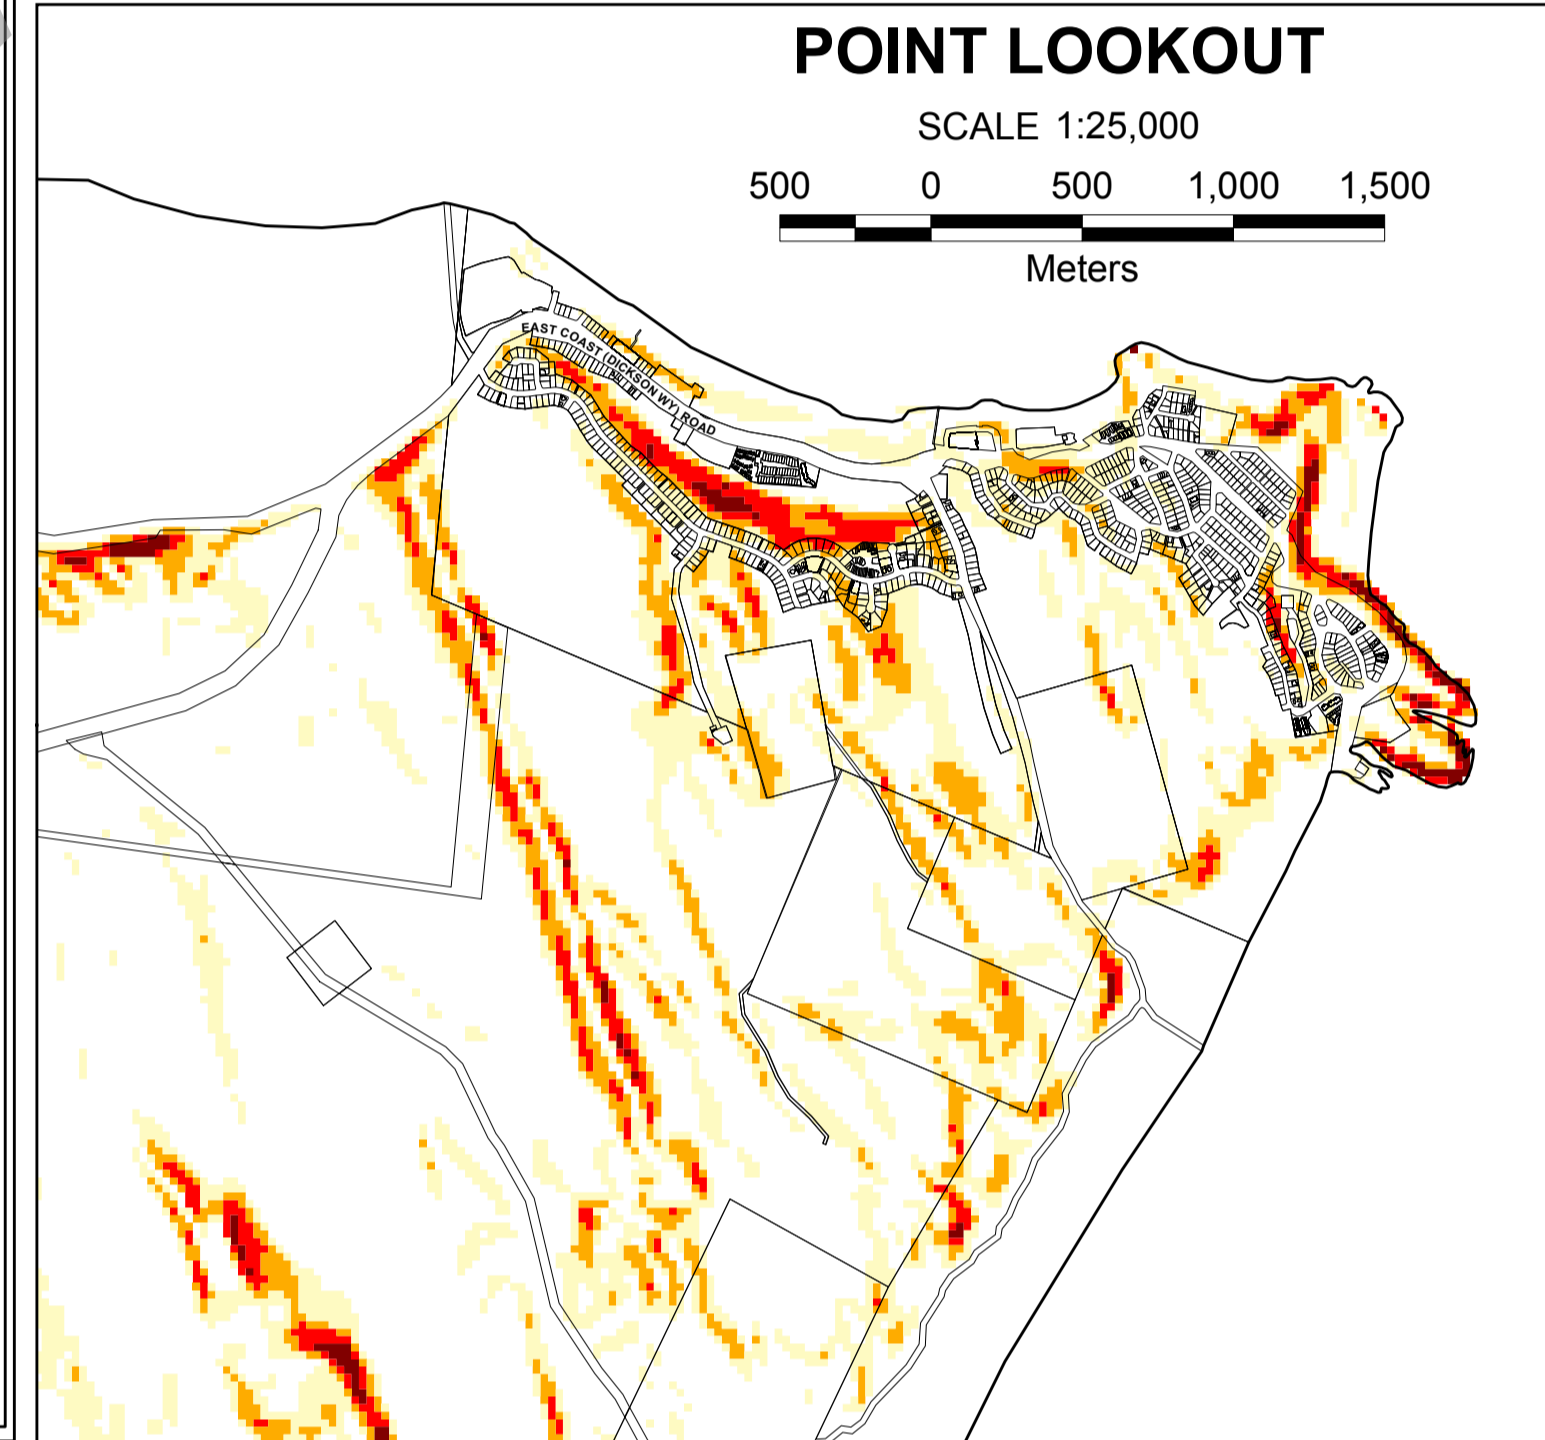 POINT LOOKOUT
SCALE 1:25,000
500 0 500 1,000 1,500
Meters
EAST COAST (DICKSON WY) ROAD